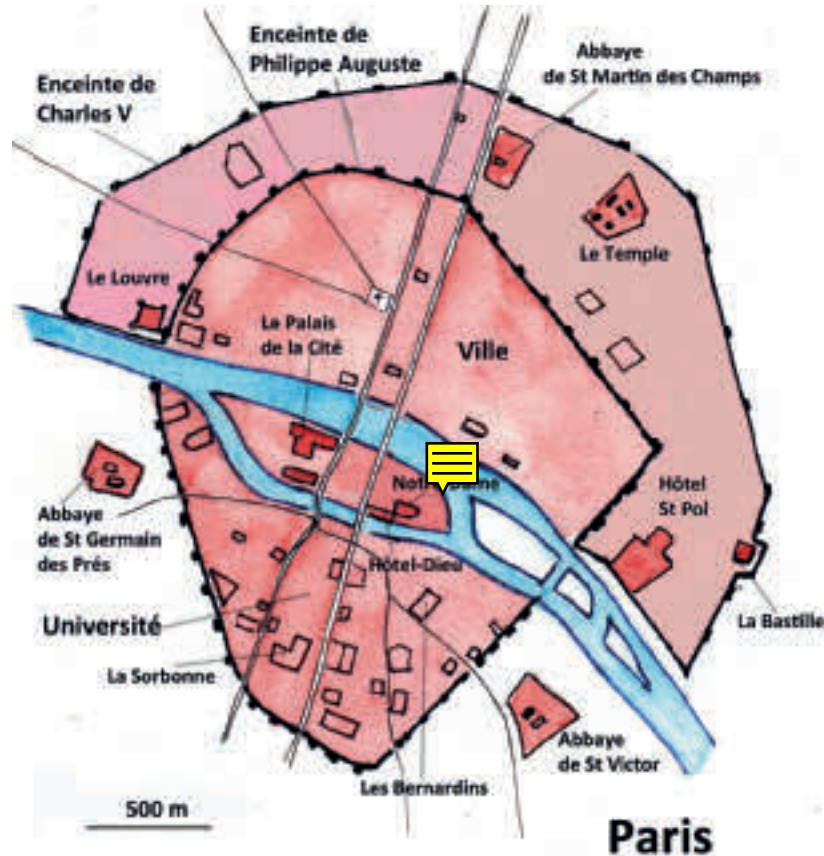 Enceinte de
Philippe Auguste
Abbaye
de St Martin des Champs
Enceinte de
Charles V
Le Temple
Le Louvre
Le Palais
de la Cité
Ville
Hôtel
St Pol
Abbaye
de St Germain
des Prés
Hôtel-Dieu
Université
La Bastille
La Sorbonne
Abbaye
de St Victor
Les Bernardins
500 m
Paris